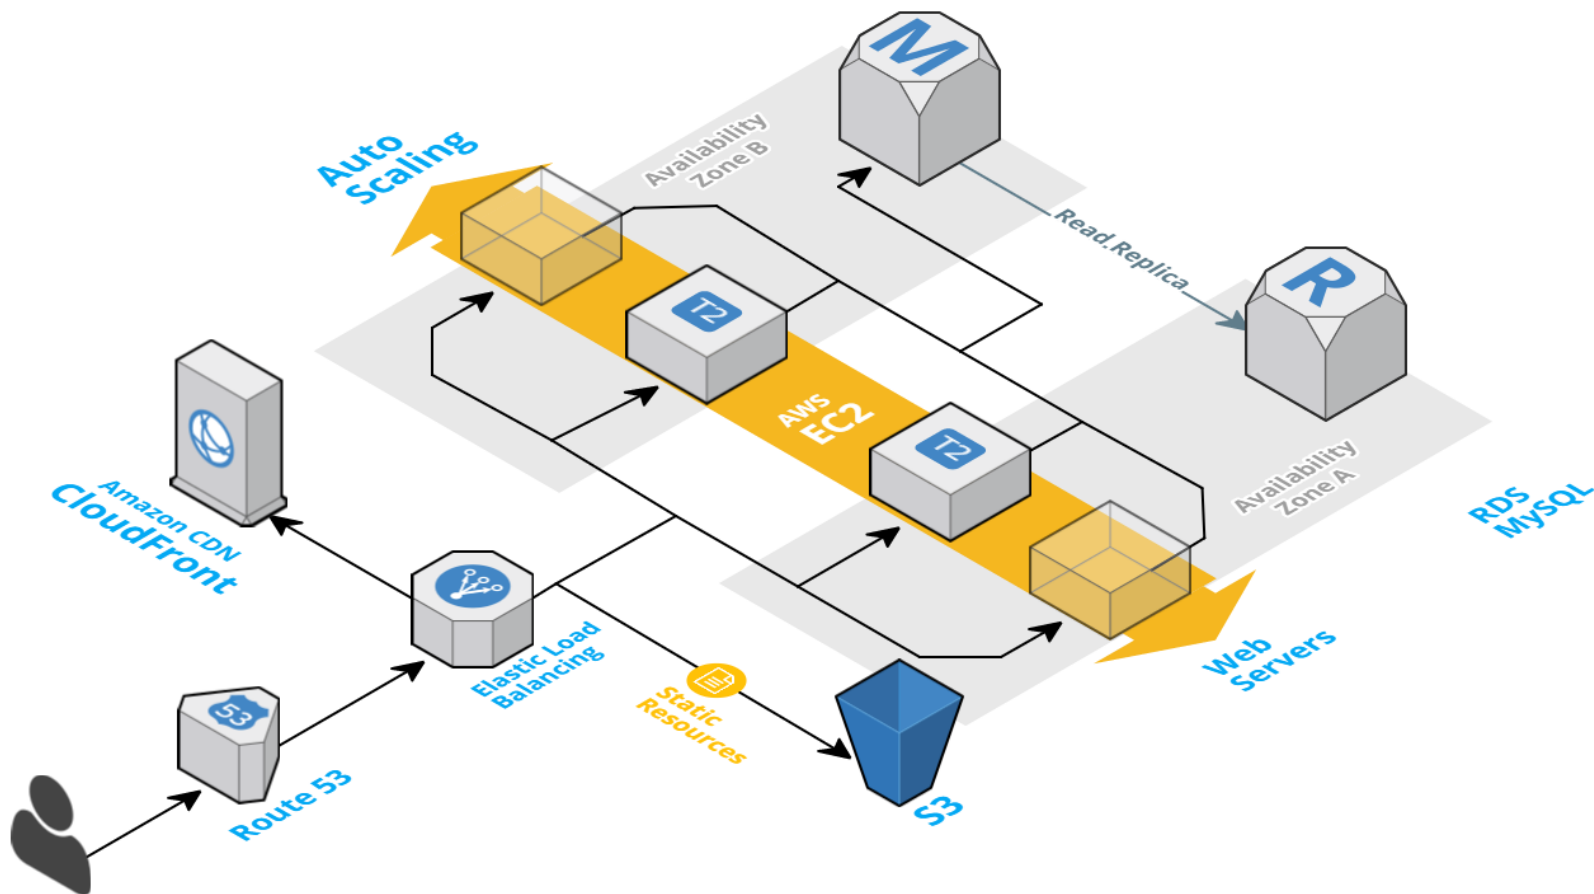 M
Availability
Zone B
Auto
Scaling
Read.Replica
R
T2
AWS
EC2
T2
Availability
Zone A
RDS
MySQL
Amazon CDN
CloudFront
Elastic Load
Balancing
Web
Servers
Static
Resources
53
Route 53
S3